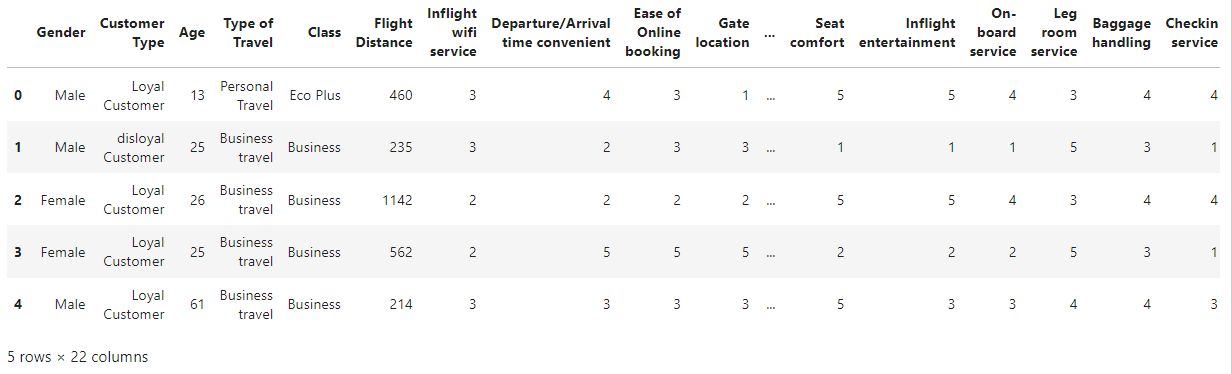 Gender Customer Type Age Type of Travel Class Flight Distance Inflight wifi service Departure/Arrival time convenient Ease of Online booking Gate location ... Seat comfort Inflight entertainment On-board service Leg room service Baggage handling Checkin service
0 Male Loyal Customer 13 Personal Travel Eco Plus 460 3 4 3 1 ... 5 5 4 3 4 4
1 Male disloyal Customer 25 Business travel Business 235 3 2 3 3 ... 1 1 1 5 3 1
2 Female Loyal Customer 26 Business travel Business 1142 2 2 2 2 ... 5 5 4 3 4 4
3 Female Loyal Customer 25 Business travel Business 562 2 5 5 5 ... 2 2 2 5 3 1
4 Male Loyal Customer 61 Business travel Business 214 3 3 3 3 ... 5 3 3 4 4 3
5 rows × 22 columns